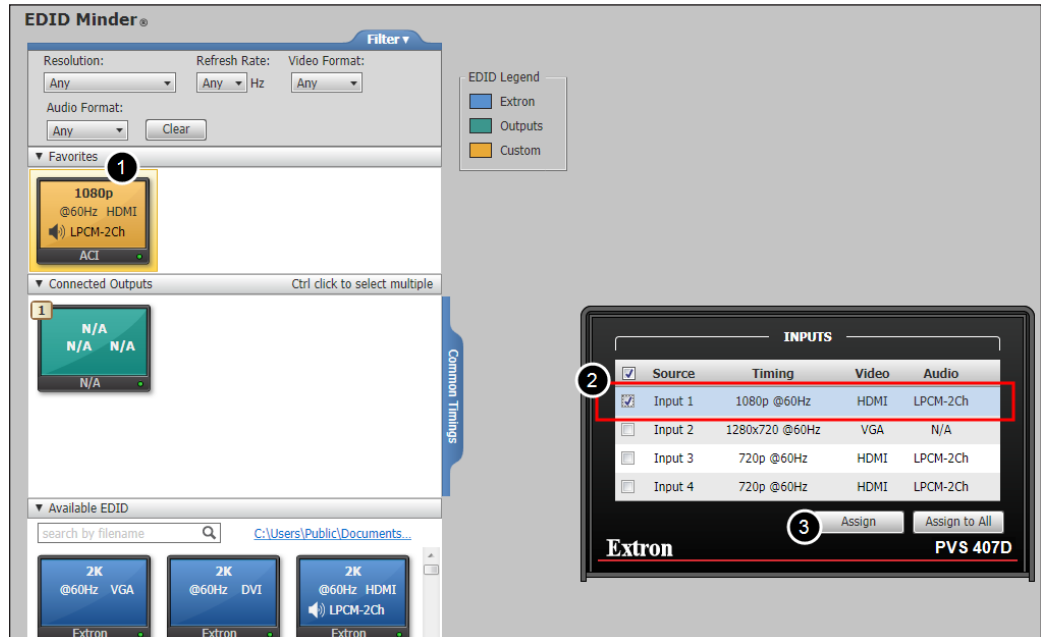 EDID Minder ®
Filter ▾
Resolution: Refresh Rate: Video Format:
Any Any Hz Any
Audio Format:
Any Clear
▼ Favorites
1
1080p
@60Hz HDMI
LPCM-2Ch
ACI
▼ Connected Outputs Ctrl click to select multiple
1
N/A
N/A N/A
N/A
Common Timings
▼ Available EDID
search by filename C:\Users\Public\Documents...
2K 2K 2K
@60Hz VGA @60Hz DVI @60Hz HDMI
LPCM-2Ch
Extron Extron Extron
EDID Legend
Extron
Outputs
Custom
INPUTS
Source Timing Video Audio
2
Input 1 1080p @60Hz HDMI LPCM-2Ch
Input 2 1280x720 @60Hz VGA N/A
Input 3 720p @60Hz HDMI LPCM-2Ch
Input 4 720p @60Hz HDMI LPCM-2Ch
3 Assign Assign to All
Extron PVS 407D